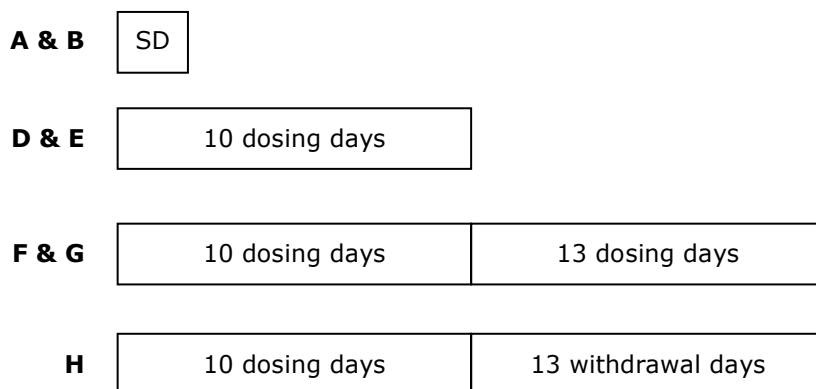 A & B SD
D & E 10 dosing days
F & G 10 dosing days 13 dosing days
H 10 dosing days 13 withdrawal days